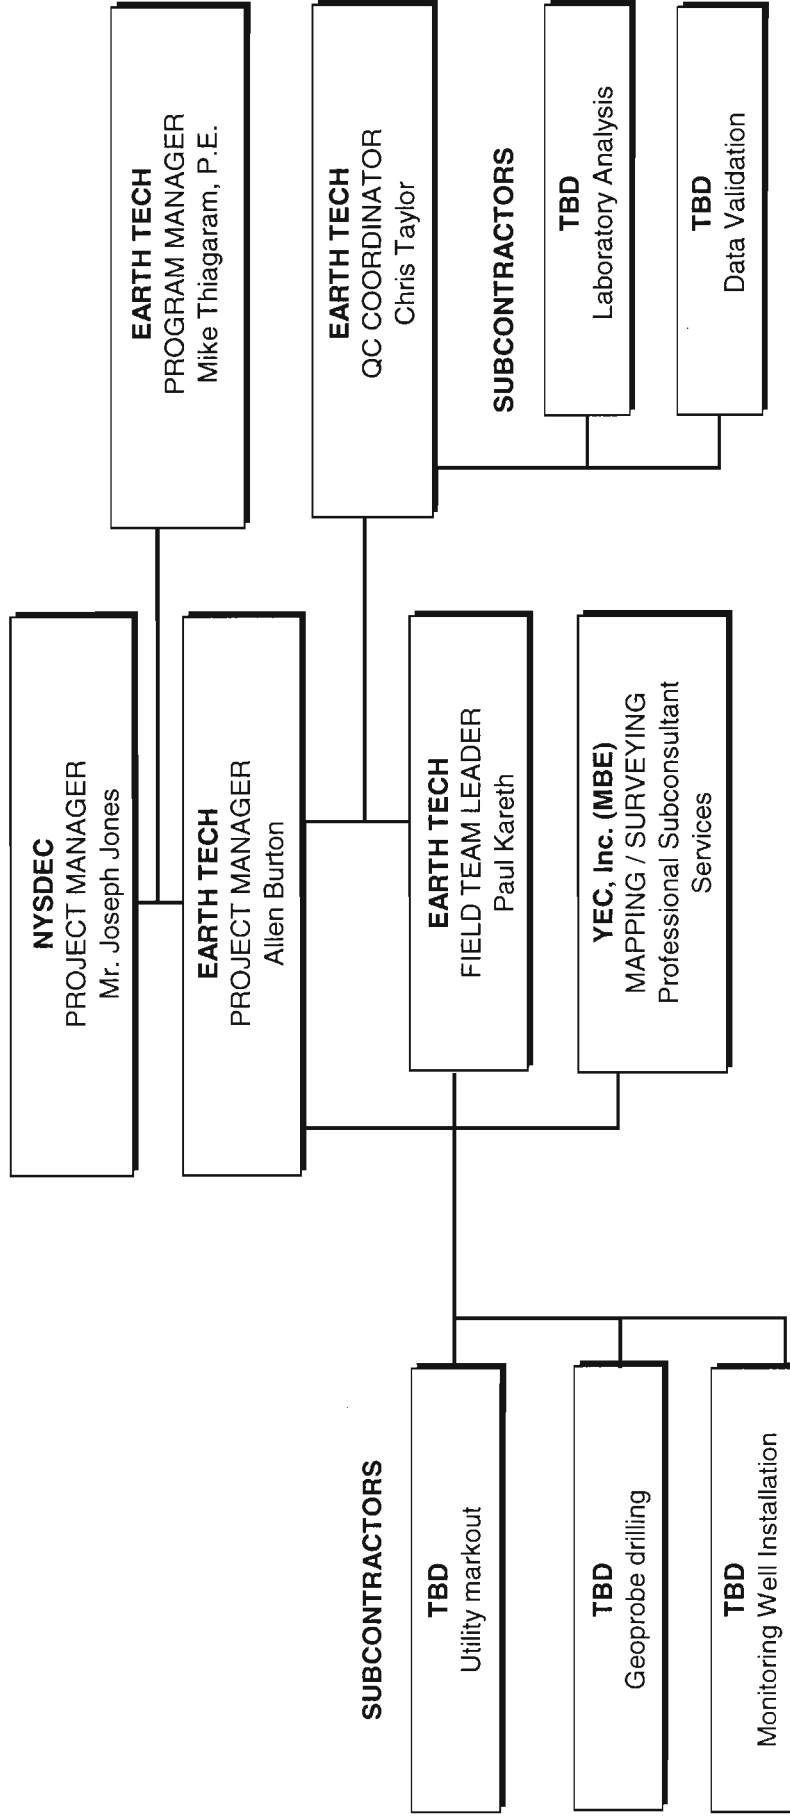 NYSDEC
PROJECT MANAGER
Mr. Joseph Jones
EARTH TECH
PROGRAM MANAGER
Mike Thiagaram, P.E.
EARTH TECH
PROJECT MANAGER
Allen Burton
EARTH TECH
QC COORDINATOR
Chris Taylor
SUBCONTRACTORS
TBD
Utility markout
TBD
Geoprobe drilling
TBD
Monitoring Well Installation
EARTH TECH
FIELD TEAM LEADER
Paul Kareth
YEC, Inc. (MBE)
MAPPING / SURVEYING
Professional Subconsultant
Services
SUBCONTRACTORS
TBD
Laboratory Analysis
TBD
Data Validation